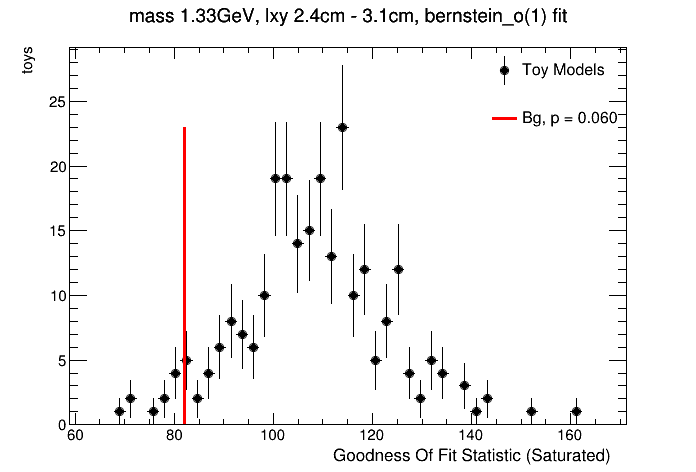 mass 1.33GeV, lxy 2.4cm - 3.1cm, bernstein_o(1) fit
toys
Toy Models
Bg, p = 0.060
25
20
15
10
5
0
60 80 100 120 140 160
Goodness Of Fit Statistic (Saturated)